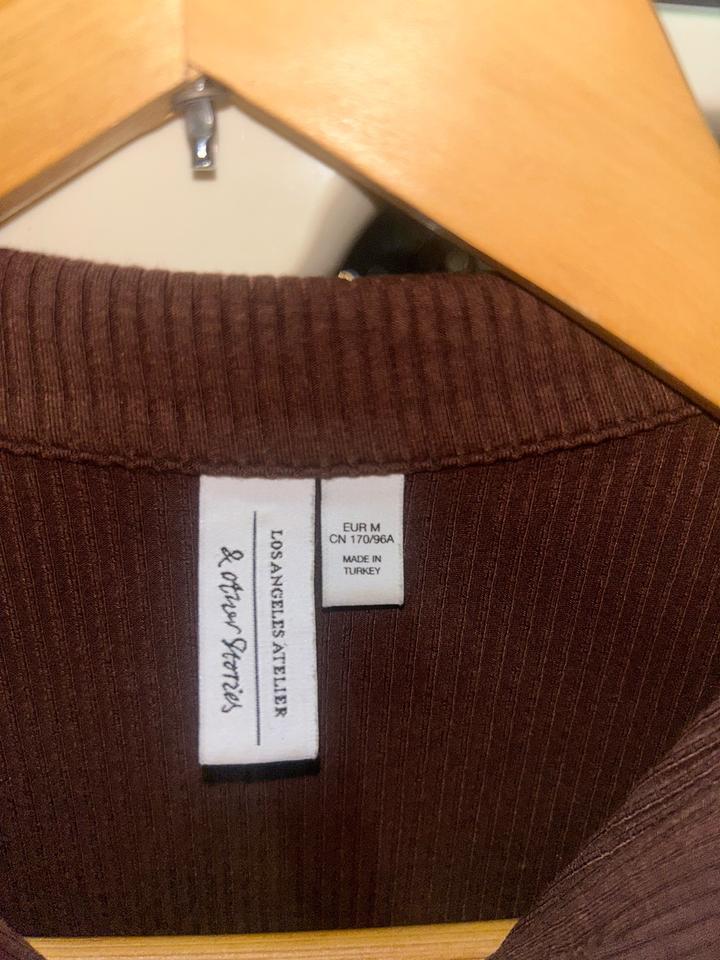 LOS ANGELES ATELIER
& other Stories
EUR M
CN 170/96A
MADE IN
TURKEY